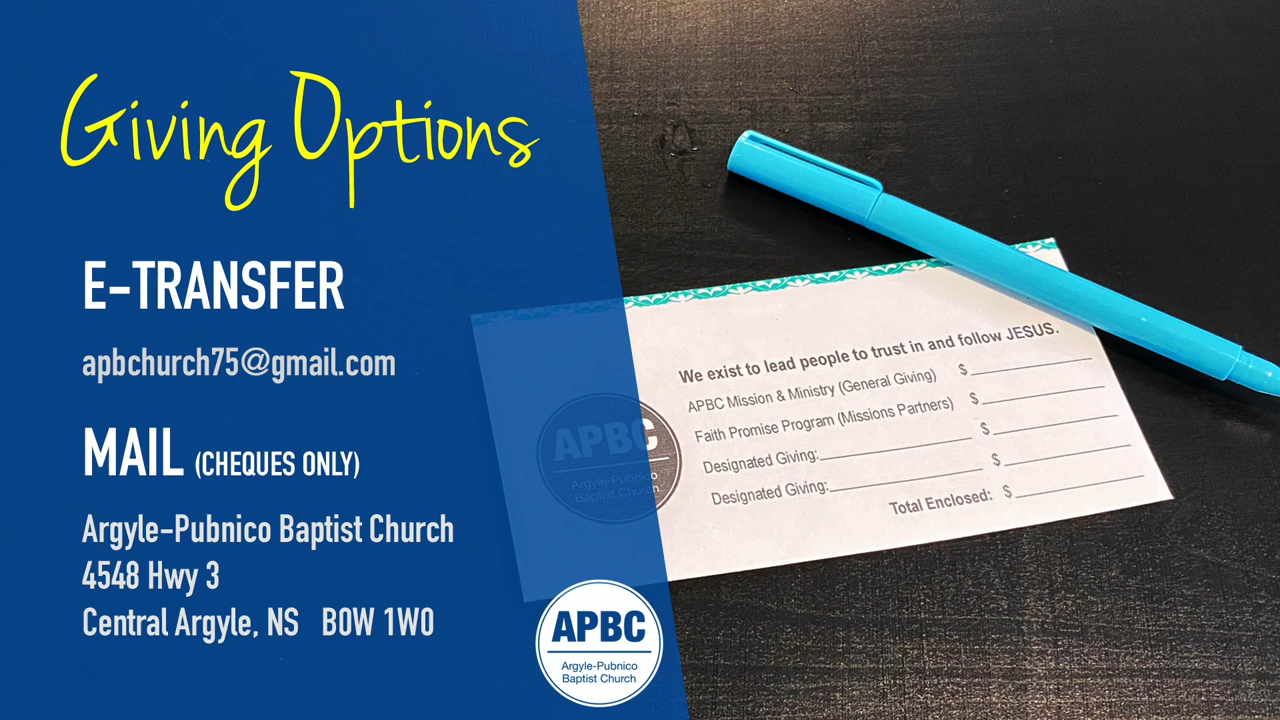 Giving Options
E-TRANSFER
apbchurch75@gmail.com
MAIL (CHEQUES ONLY)
Argyle-Pubnico Baptist Church
4548 Hwy 3
Central Argyle, NS B0W 1W0
APBC
Argyle-Pubnico
Baptist Church
We exist to lead people to trust in and follow JESUS.
APBC Mission & Ministry (General Giving) $
Faith Promise Program (Missions Partners) $
Designated Giving: $
Designated Giving: $
Total Enclosed: $
APBC
Argyle-Pubnico
Baptist Church